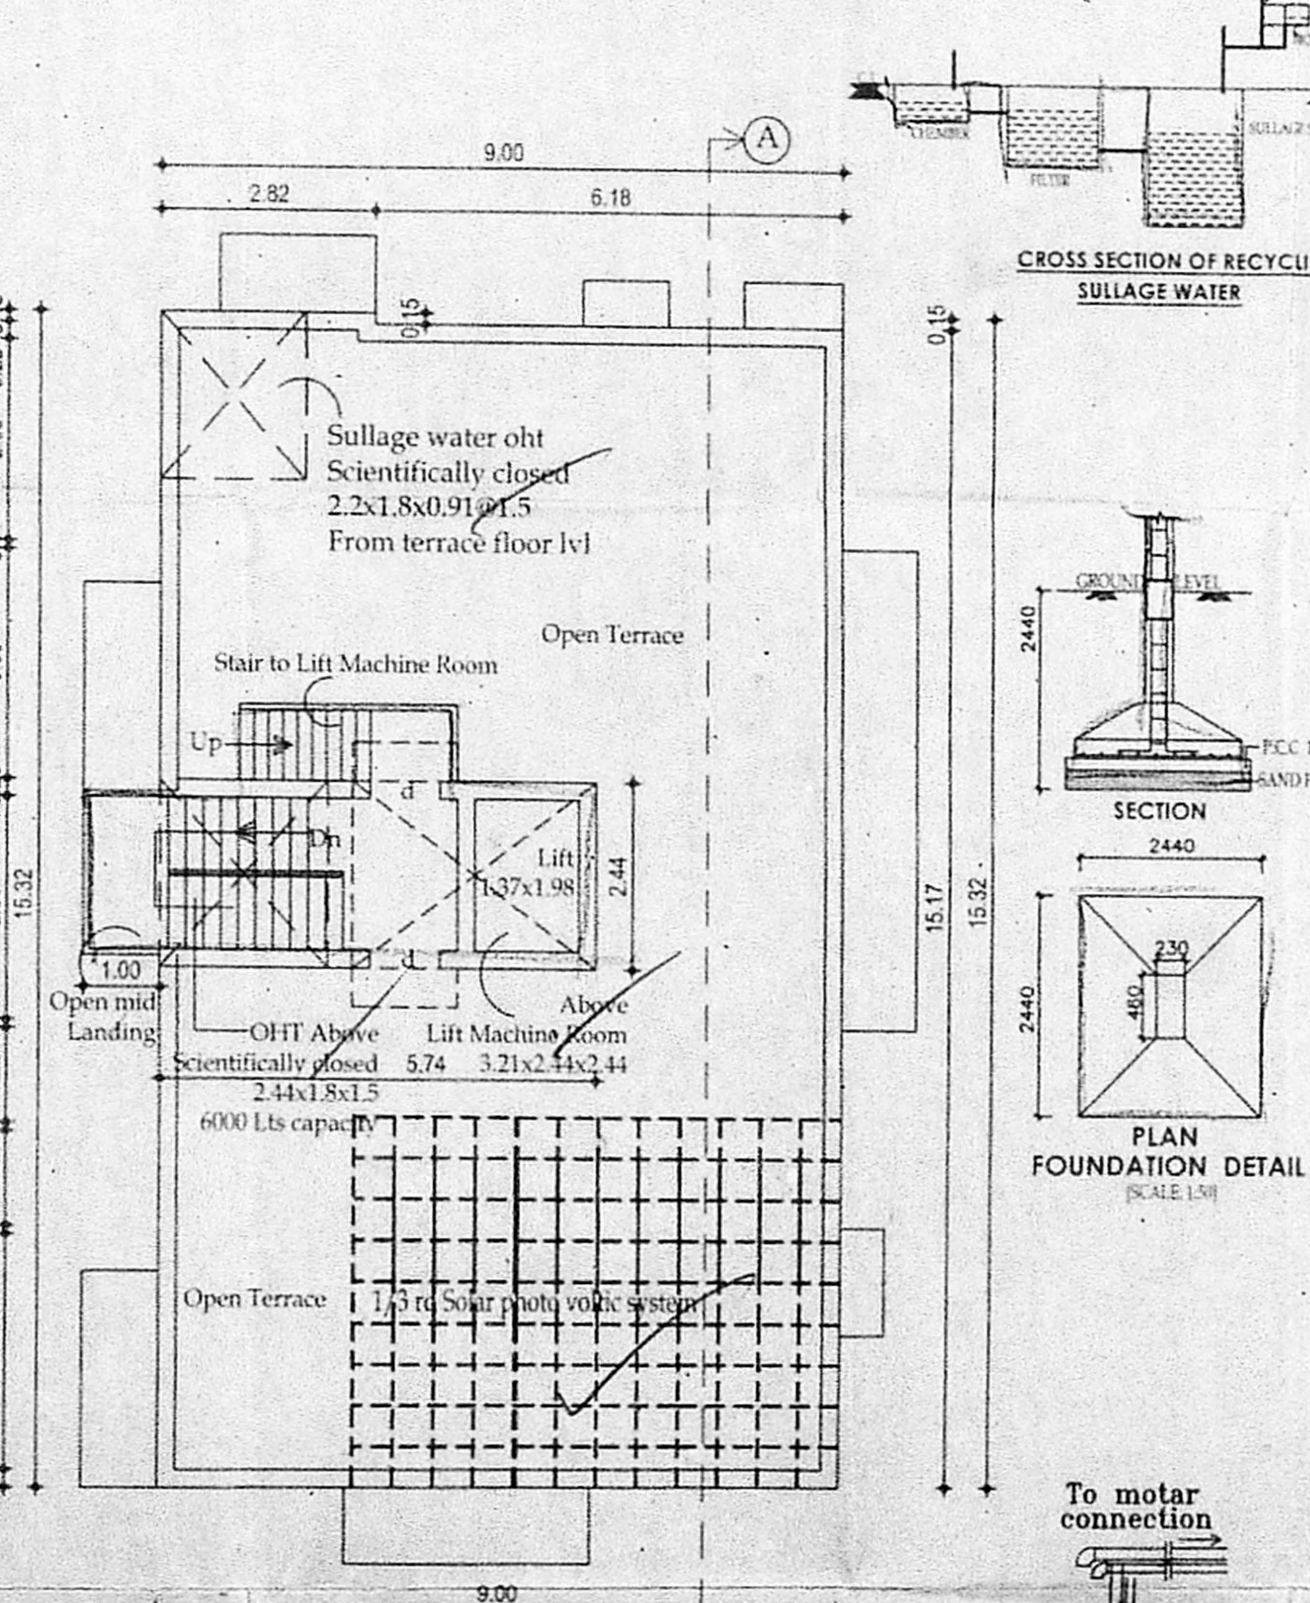 A
9.00
2.82
6.18
CHEMBER
FILTER
CROSS SECTION OF
SULLAGE WATER
0.15
0.15
Sullage water oht
Scientifically closed
2.2x1.8x0.91@1.5
From terrace floor lvl
Open Terrace
Stair to Lift Machine Room
Up
d
Dn
Lift
1.37x1.98
2.44
15.32
15.17
15.32
d
1.00
Open mid
Landing
OHT Above
Scientifically closed
2.44x1.8x1.5
6000 Lts capacity
5.74
Above
Lift Machine Room
3.21x2.44x2.44
Open Terrace
1/3 rd Solar photo voltic system
9.00
GROUND LEVEL
2440
P.C.C
SECTION
2440
2440
230
460
PLAN
FOUNDATION DETAIL
[SCALE 1:50]
To motar
connection